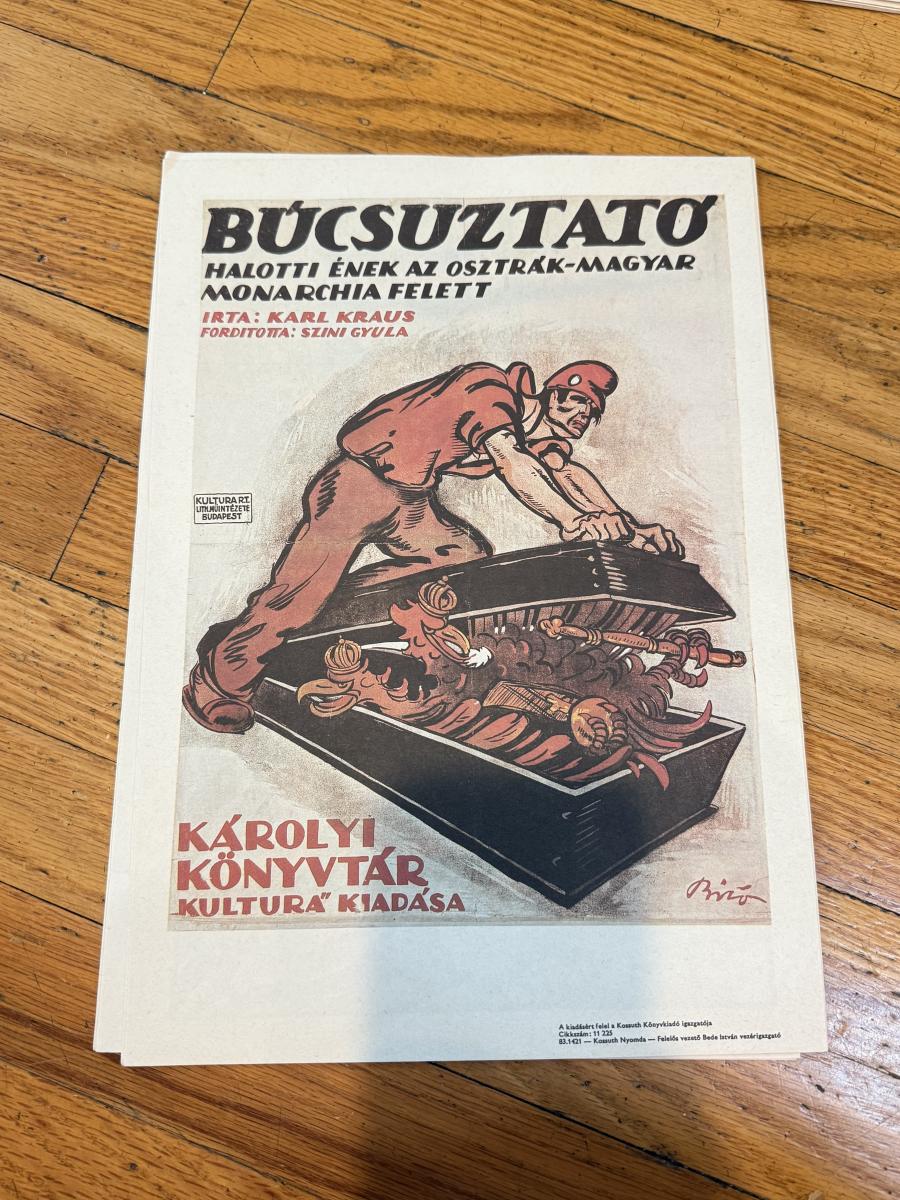 BÚCSUZTATÓ
HALOTTI ÉNEK AZ OSZTRÁK-MAGYAR
MONARCHIA FELETT
IRTA: KARL KRAUS
FORDITOTTA: SZINI GYULA
KULTURA R.T.
LITH.MŰINTÉZETE
BUDAPEST
KÁROLYI
KÖNYVTÁR
KULTURA" KIADÁSA
Biró
A kiadásért felel a Kossuth Könyvkiadó igazgatója
Cikkszám: 11 225
83.1421 — Kossuth Nyomda — Felelős vezető Bede István vezérigazgató